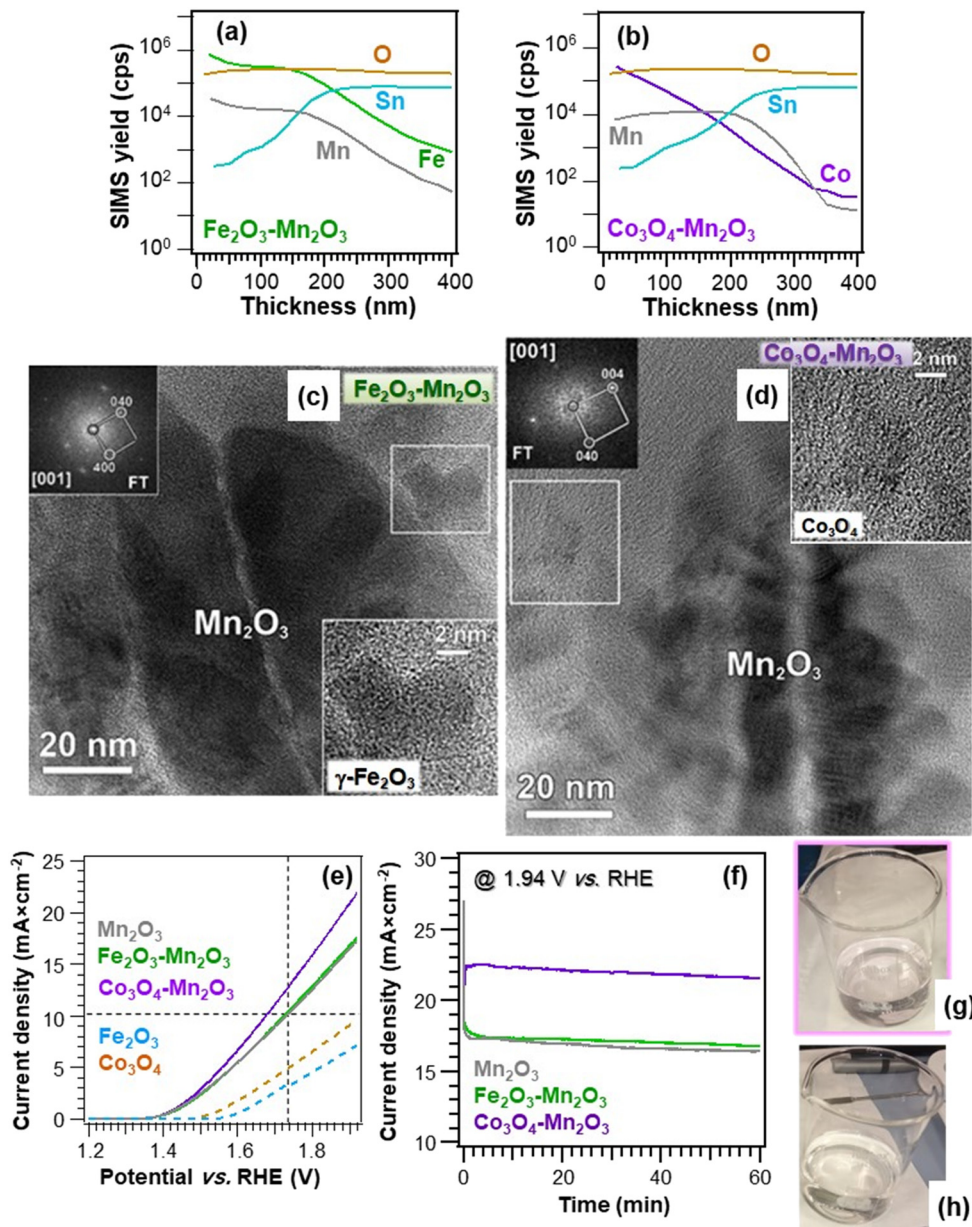 (a)
SIMS yield (cps)
10⁶
10⁴
10²
10⁰
O
Sn
Mn
Fe
Fe₂O₃-Mn₂O₃
0 100 200 300 400
Thickness (nm)
(b)
SIMS yield (cps)
10⁶
10⁴
10²
10⁰
O
Sn
Mn
Co
Co₃O₄-Mn₂O₃
0 100 200 300 400
Thickness (nm)
[001]
040
400
FT
(c)
Fe₂O₃-Mn₂O₃
Mn₂O₃
20 nm
2 nm
γ-Fe₂O₃
[001]
004
040
FT
Co₃O₄-Mn₂O₃
(d)
2 nm
Co₃O₄
Mn₂O₃
20 nm
(e)
Current density (mA×cm⁻²)
25
20
15
10
5
0
Mn₂O₃
Fe₂O₃-Mn₂O₃
Co₃O₄-Mn₂O₃
Fe₂O₃
Co₃O₄
1.2 1.4 1.6 1.8
Potential vs. RHE (V)
(f)
Current density (mA×cm⁻²)
30
25
20
15
10
@ 1.94 V vs. RHE
Mn₂O₃
Fe₂O₃-Mn₂O₃
Co₃O₄-Mn₂O₃
0 20 40 60
Time (min)
(g)
(h)